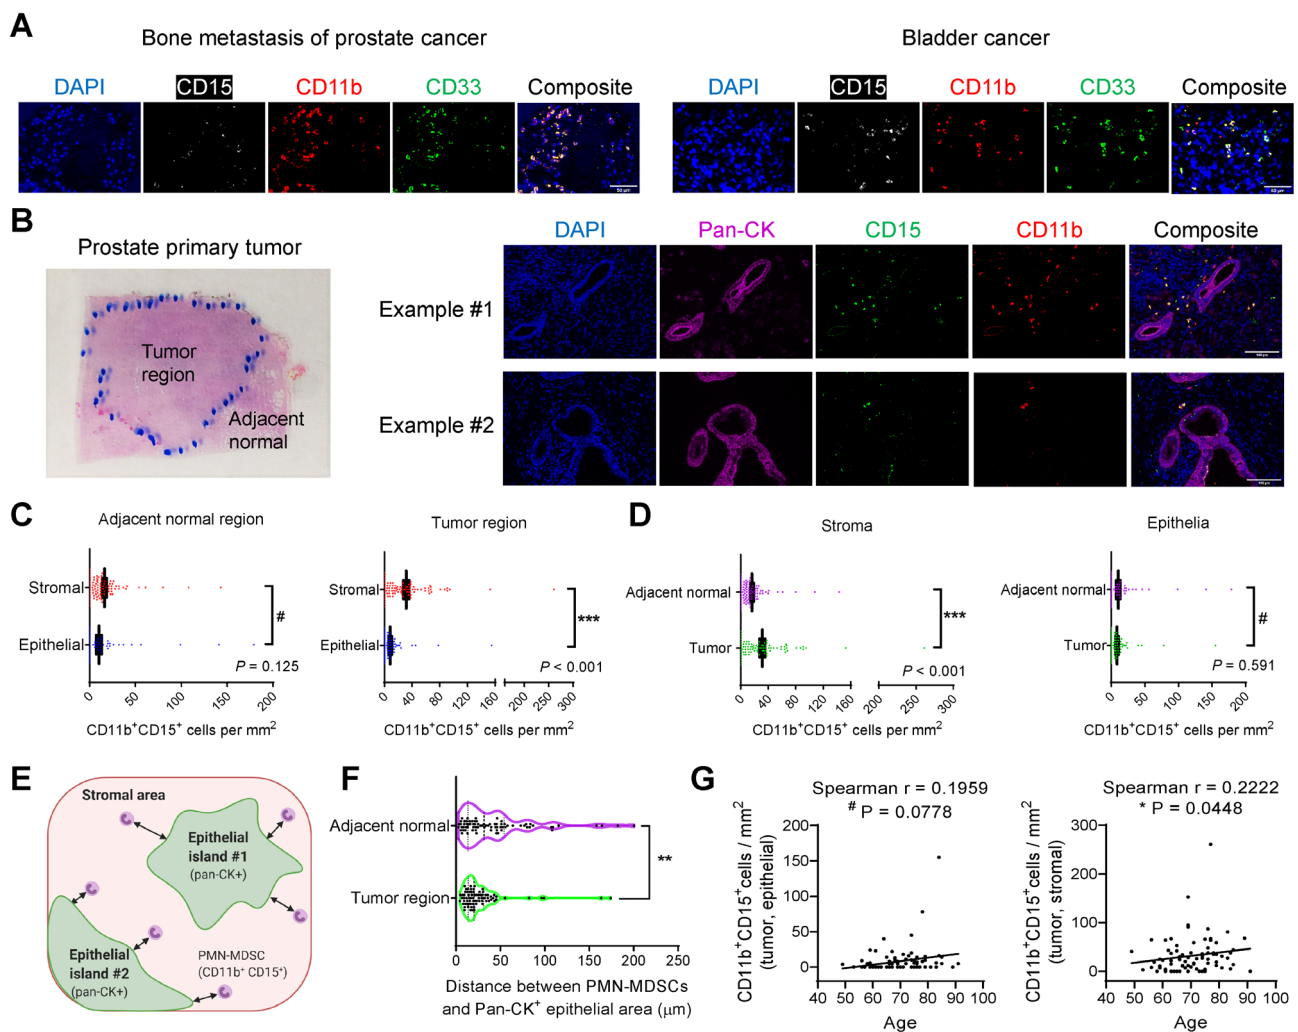 A
Bone metastasis of prostate cancer
Bladder cancer
DAPI CD15 CD11b CD33 Composite
DAPI CD15 CD11b CD33 Composite
50 μm
50 μm
B
Prostate primary tumor
Tumor
region
Adjacent
normal
DAPI Pan-CK CD15 CD11b Composite
Example #1
Example #2
C
Adjacent normal region
Stromal
Epithelial
#
P = 0.125
0 50 100 150 200
CD11b+CD15+ cells per mm2
Tumor region
Stromal
Epithelial
***
P < 0.001
0 40 80 120 160 200 250 300
CD11b+CD15+ cells per mm2
D
Stroma
Adjacent normal
Tumor
***
P < 0.001
0 40 80 120 160 200 250 300
CD11b+CD15+ cells per mm2
Epithelia
Adjacent normal
Tumor
#
P = 0.591
0 50 100 150 200
CD11b+CD15+ cells per mm2
E
Stromal area
Epithelial
island #1
(pan-CK+)
Epithelial
island #2
(pan-CK+)
PMN-MDSC
(CD11b+ CD15+)
F
Adjacent normal
Tumor region
**
0 50 100 150 200 250
Distance between PMN-MDSCs
and Pan-CK+ epithelial area (μm)
G
Spearman r = 0.1959
# P = 0.0778
CD11b+CD15+cells / mm2
(tumor, epithelial)
200
150
100
50
0
40 50 60 70 80 90 100
Age
Spearman r = 0.2222
* P = 0.0448
CD11b+CD15+cells / mm2
(tumor, stromal)
300
200
100
50
0
40 50 60 70 80 90 100
Age